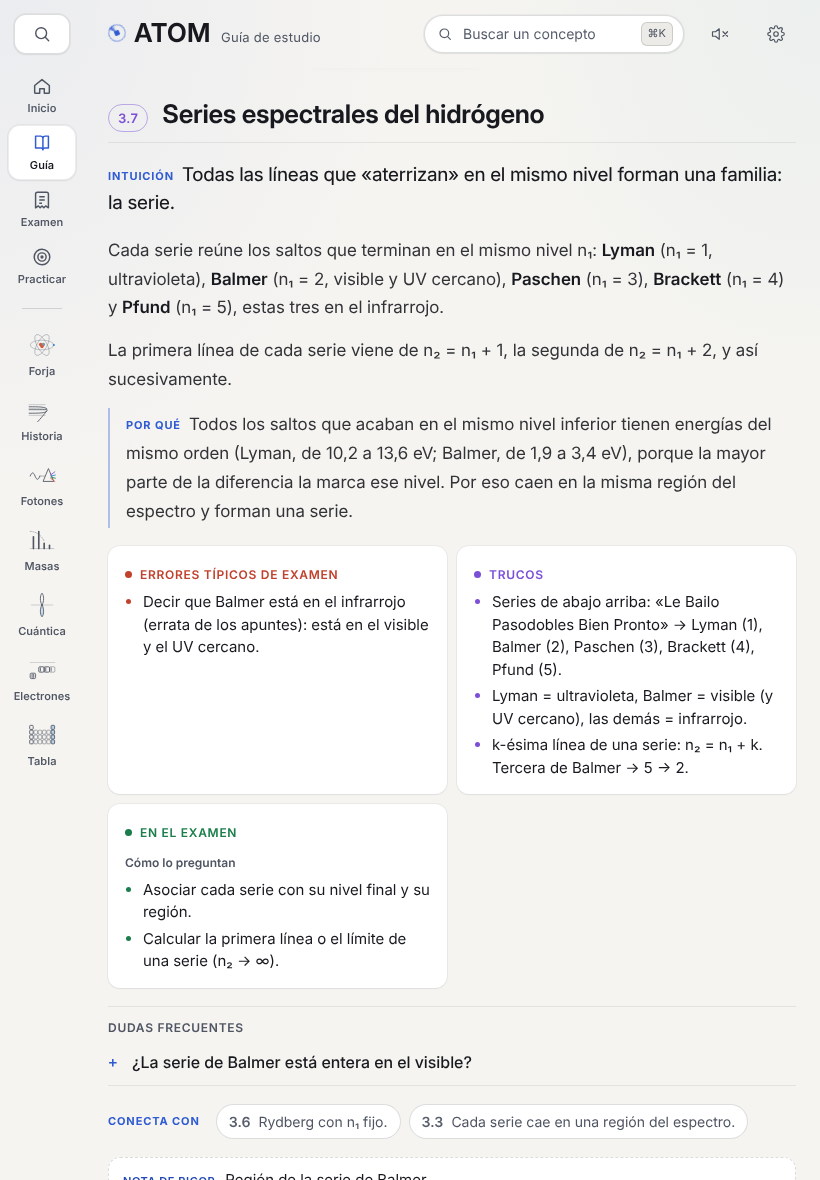 ATOM Guía de estudio
Buscar un concepto ⌘K
Inicio
Guía
Examen
Practicar
Forja
Historia
Fotones
Masas
Cuántica
Electrones
Tabla
3.7 Series espectrales del hidrógeno
INTUICIÓN Todas las líneas que «aterrizan» en el mismo nivel forman una familia:
la serie.
Cada serie reúne los saltos que terminan en el mismo nivel n₁: Lyman (n₁ = 1,
ultravioleta), Balmer (n₁ = 2, visible y UV cercano), Paschen (n₁ = 3), Brackett (n₁ = 4)
y Pfund (n₁ = 5), estas tres en el infrarrojo.
La primera línea de cada serie viene de n₂ = n₁ + 1, la segunda de n₂ = n₁ + 2, y así
sucesivamente.
POR QUÉ Todos los saltos que acaban en el mismo nivel inferior tienen energías del
mismo orden (Lyman, de 10,2 a 13,6 eV; Balmer, de 1,9 a 3,4 eV), porque la mayor
parte de la diferencia la marca ese nivel. Por eso caen en la misma región del
espectro y forman una serie.
ERRORES TÍPICOS DE EXAMEN
• Decir que Balmer está en el infrarrojo
(errata de los apuntes): está en el visible
y el UV cercano.
TRUCOS
• Series de abajo arriba: «Le Bailo
Pasodobles Bien Pronto» → Lyman (1),
Balmer (2), Paschen (3), Brackett (4),
Pfund (5).
• Lyman = ultravioleta, Balmer = visible (y
UV cercano), las demás = infrarrojo.
• k-ésima línea de una serie: n₂ = n₁ + k.
Tercera de Balmer → 5 → 2.
EN EL EXAMEN
Cómo lo preguntan
• Asociar cada serie con su nivel final y su
región.
• Calcular la primera línea o el límite de
una serie (n₂ → ∞).
DUDAS FRECUENTES
+ ¿La serie de Balmer está entera en el visible?
CONECTA CON 3.6 Rydberg con n₁ fijo. 3.3 Cada serie cae en una región del espectro.
NOTA DE RIGOR Región de la serie de Balmer